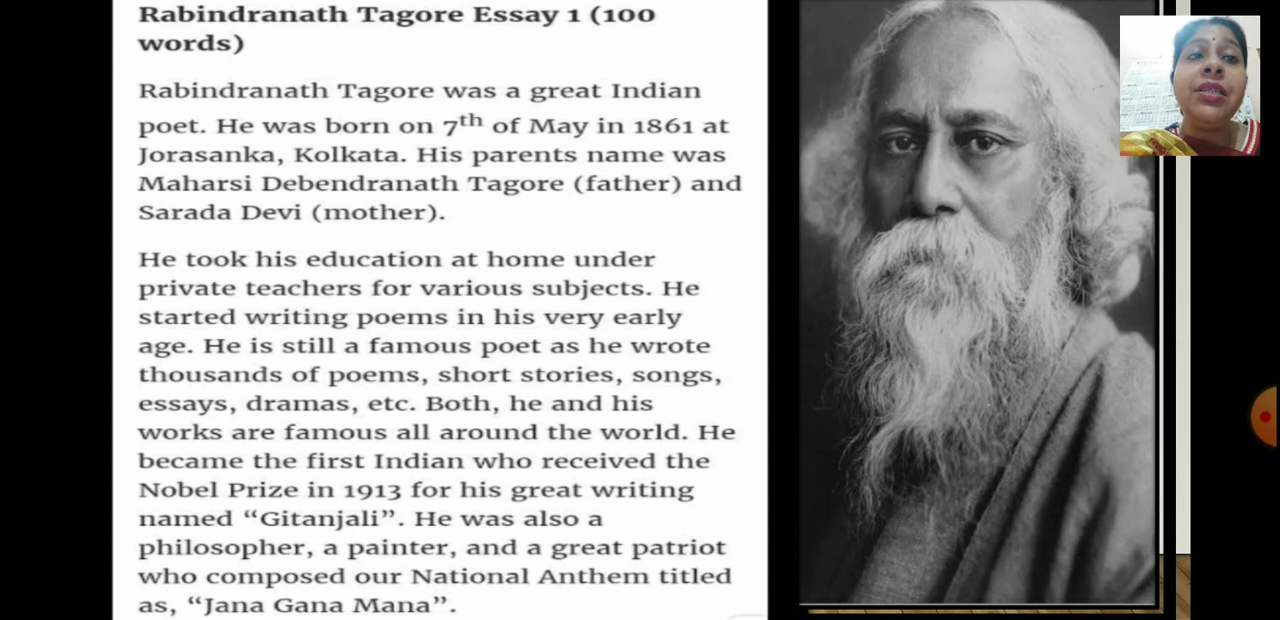 Rabindranath Tagore Essay 1 (100
words)
Rabindranath Tagore was a great Indian
poet. He was born on 7th of May in 1861 at
Jorasanka, Kolkata. His parents name was
Maharsi Debendranath Tagore (father) and
Sarada Devi (mother).
He took his education at home under
private teachers for various subjects. He
started writing poems in his very early
age. He is still a famous poet as he wrote
thousands of poems, short stories, songs,
essays, dramas, etc. Both, he and his
works are famous all around the world. He
became the first Indian who received the
Nobel Prize in 1913 for his great writing
named “Gitanjali”. He was also a
philosopher, a painter, and a great patriot
who composed our National Anthem titled
as, “Jana Gana Mana”.